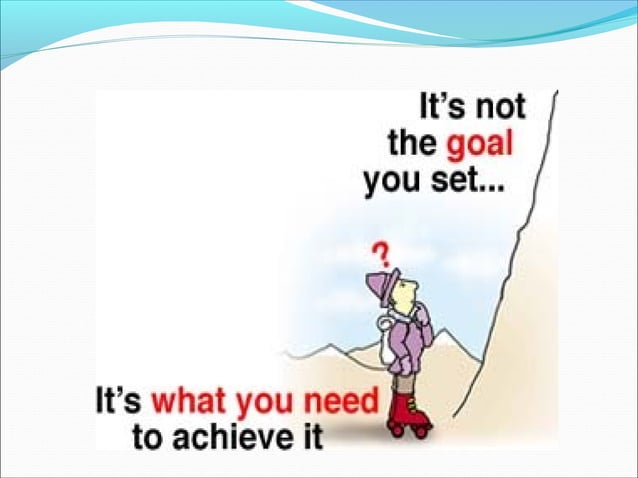 It's not
the goal
you set...
?
It's what you need
to achieve it